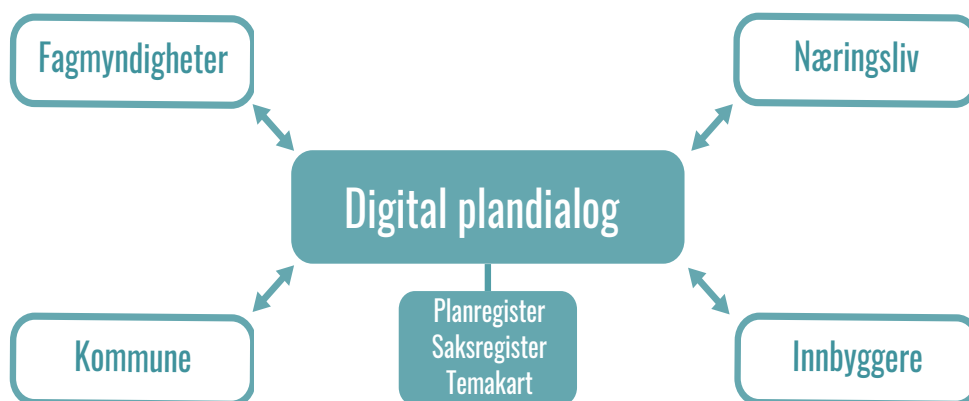 Fagmyndigheter
Næringsliv
Digital plandialog
Planregister
Saksregister
Temakart
Kommune
Innbyggere